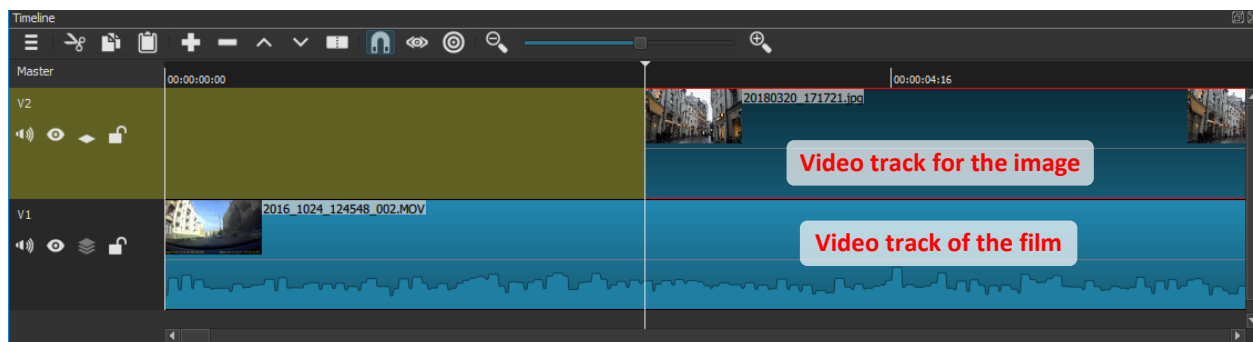 Timeline
Master
00:00:00:00
00:00:04:16
V2
20180320_171721.jpg
Video track for the image
V1
2016_1024_124548_002.MOV
Video track of the film